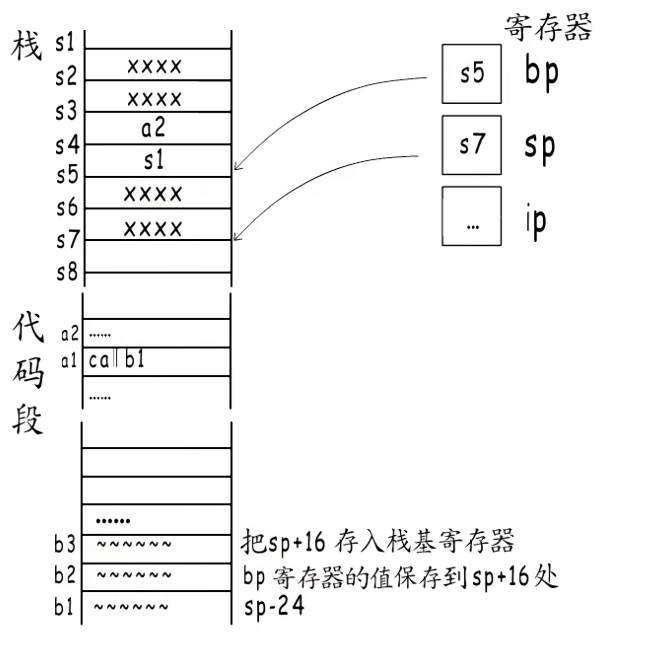 寄存器
栈
s1
xxxx
s2
xxxx
s3
a2
s4
s1
s5
xxxx
s6
xxxx
s7
s8
s5 bp
s7 sp
... ip
代码段
a2 ......
a1 call b1
......
......
b3 ~~~~~~ 把sp+16 存入栈基寄存器
b2 ~~~~~~ bp 寄存器的值保存到sp+16处
b1 ~~~~~~ sp-24